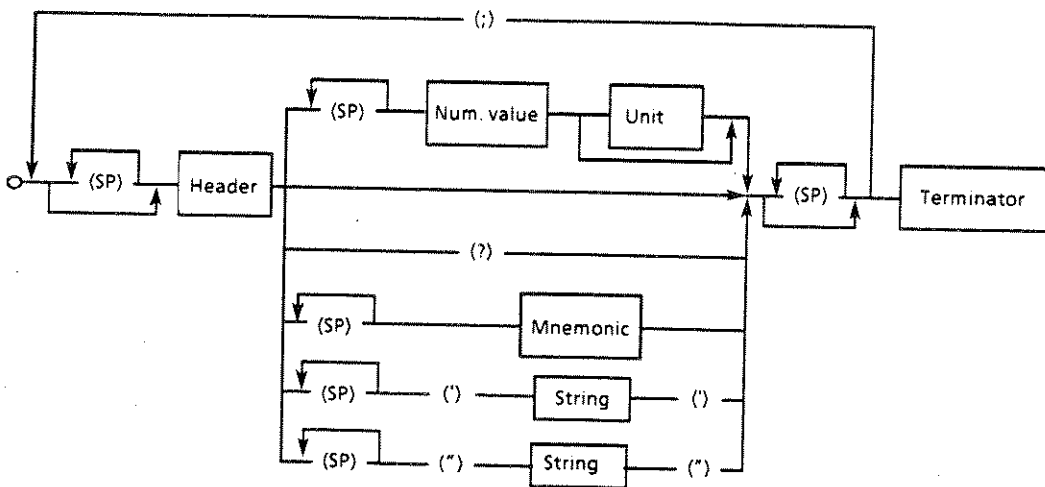 (;)
(SP) Num. value Unit
(SP) Header (SP) Terminator
(?)
(SP) Mnemonic
(SP) (') String (')
(SP) (") String (")